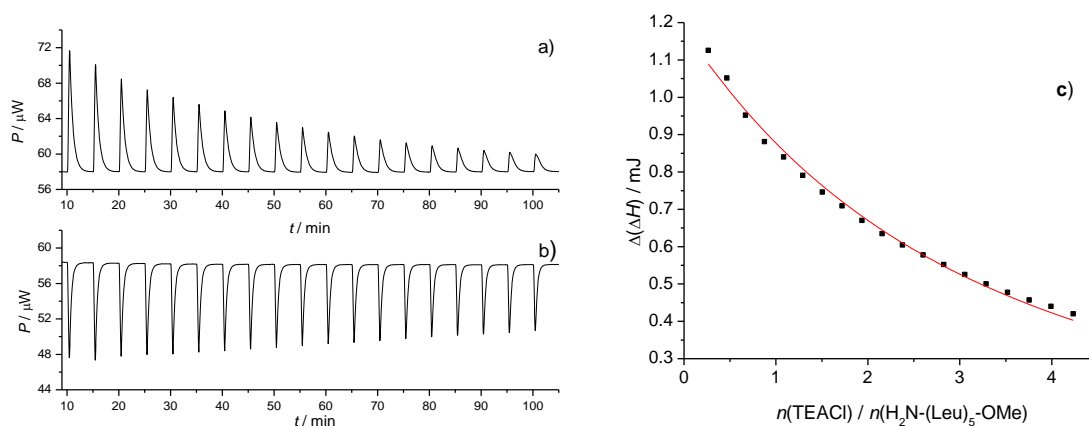 a)
P / μW
72
68
64
60
56
10 20 30 40 50 60 70 80 90 100
t / min
b)
P / μW
60
56
52
48
44
10 20 30 40 50 60 70 80 90 100
t / min
c)
Δ(ΔH) / mJ
1.2
1.1
1.0
0.9
0.8
0.7
0.6
0.5
0.4
0.3
0 1 2 3 4
n(TEACl) / n(H₂N-(Leu)₅-OMe)